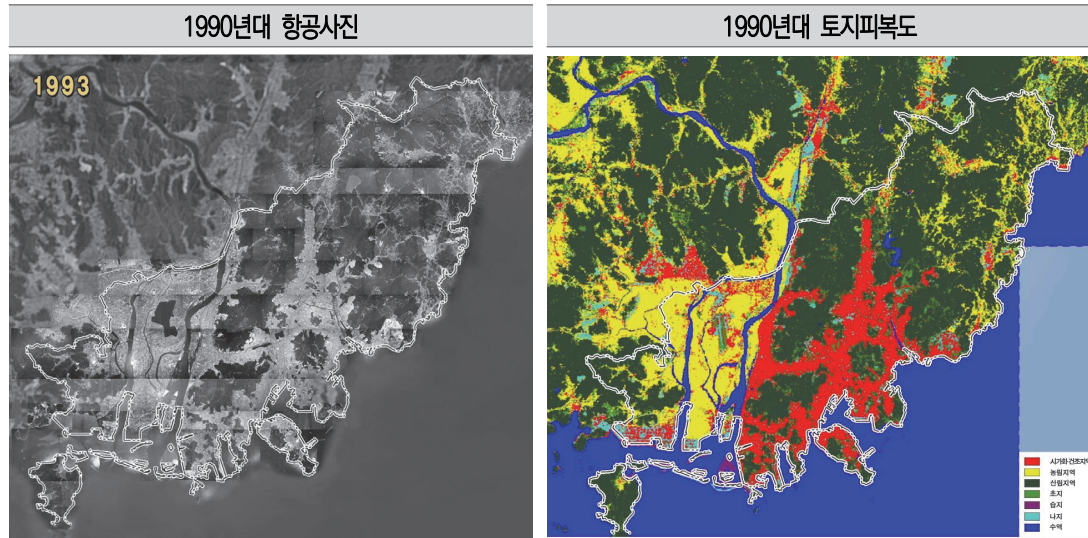 1990년대 항공사진
1990년대 토지피복도
1993
시가화·건조지역
농림지역
산림지역
초지
습지
나지
수역